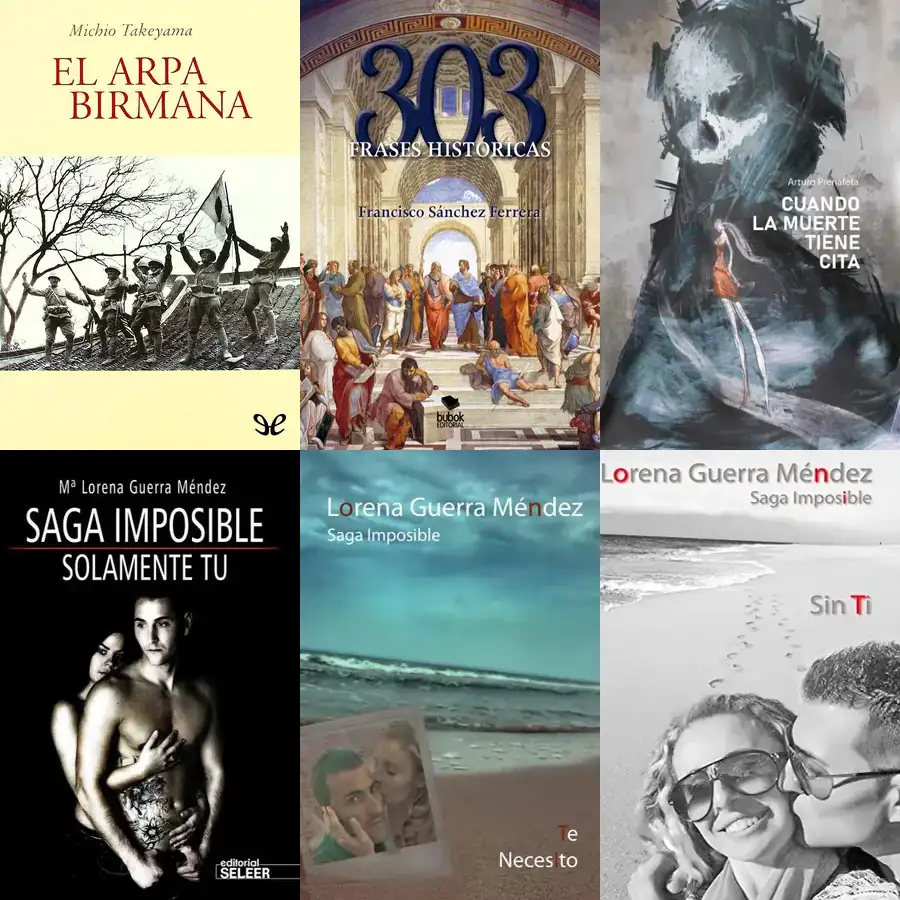 Michio Takeyama
EL ARPA
BIRMANA
303
FRASES HISTÓRICAS
Francisco Sánchez Ferrera
bubok
EDITORIAL
Arturo Prenafeta
CUANDO
LA MUERTE
TIENE
CITA
Mª Lorena Guerra Méndez
SAGA IMPOSIBLE
SOLAMENTE TU
editorial
SELEER
Lorena Guerra Méndez
Saga Imposible
Te
Necesito
Lorena Guerra Méndez
Saga Imposible
Sin Ti